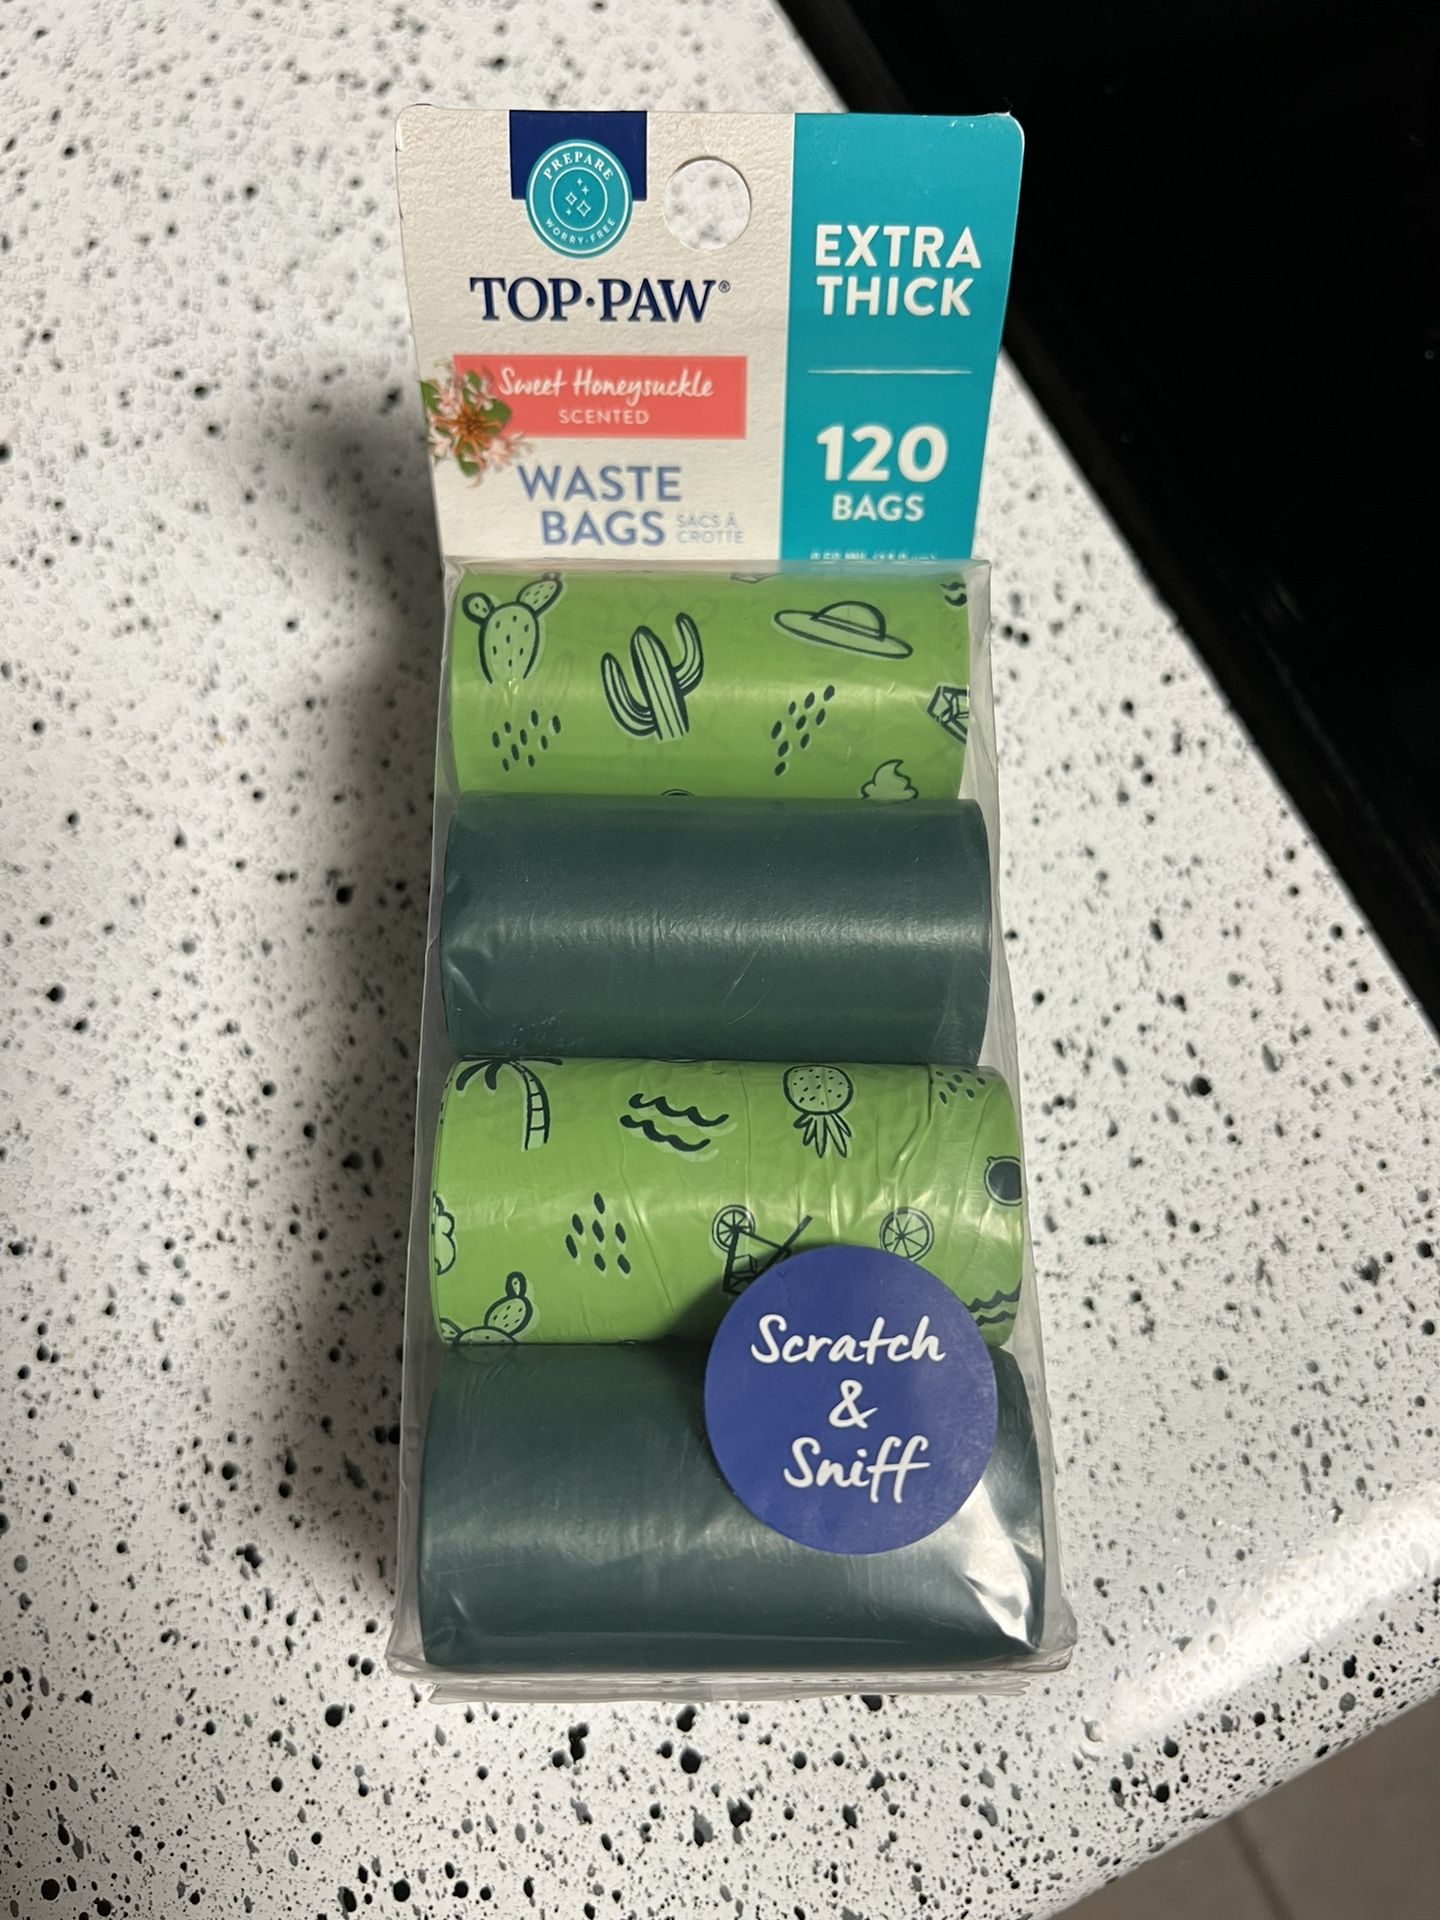 PREPARE
WORRY-FREE
TOP•PAW®
Sweet Honeysuckle
SCENTED
WASTE
BAGS
SACS À
CROTTE
EXTRA
THICK
120
BAGS
Scratch
&
Sniff